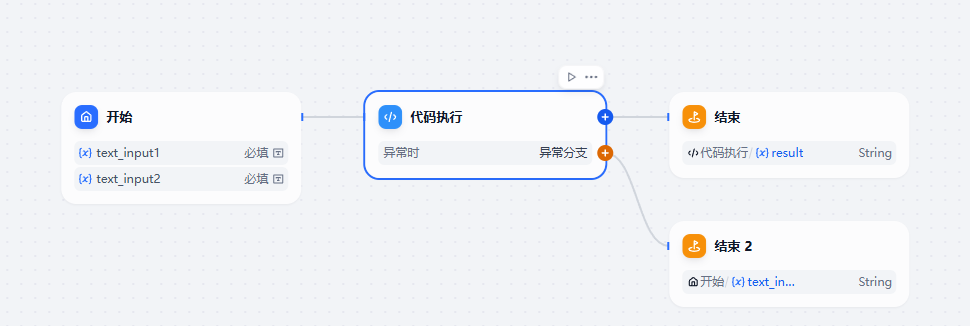 开始
{x} text_input1 必填
{x} text_input2 必填
代码执行
异常时 异常分支
结束
代码执行/{x} result String
结束 2
开始/{x} text_in... String